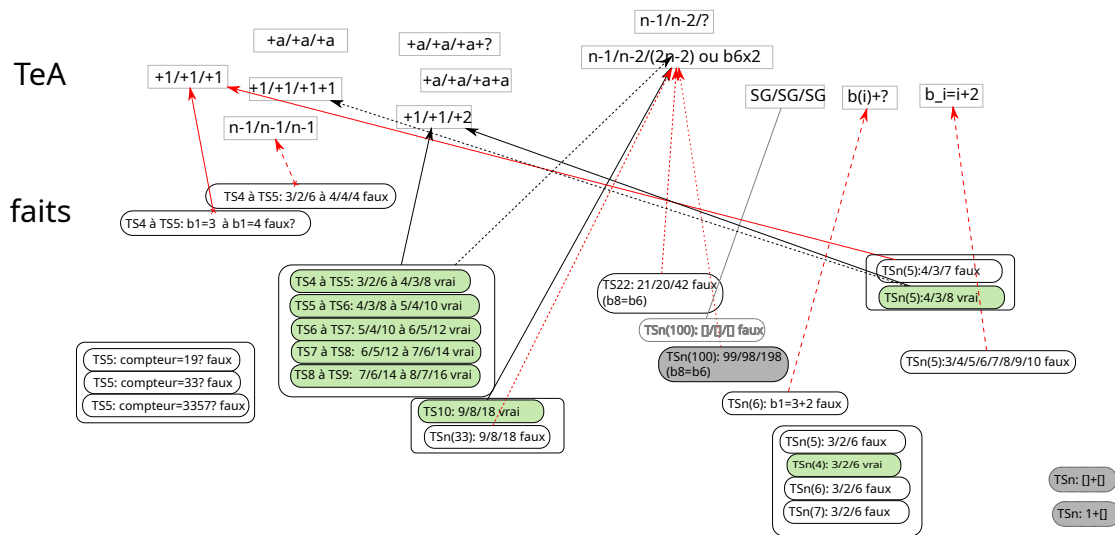 n-1/n-2/?
+a/+a/+a
+a/+a/+a+?
n-1/n-2/(2n-2) ou b6x2
TeA
+1/+1/+1
+a/+a/+a+a
+1/+1/+1+1
SG/SG/SG
b(i)+?
b_i=i+2
+1/+1/+2
n-1/n-1/n-1
faits
TS4 à TS5: 3/2/6 à 4/4/4 faux
TS4 à TS5: b1=3 à b1=4 faux?
TS4 à TS5: 3/2/6 à 4/3/8 vrai
TS5 à TS6: 4/3/8 à 5/4/10 vrai
TS6 à TS7: 5/4/10 à 6/5/12 vrai
TS7 à TS8: 6/5/12 à 7/6/14 vrai
TS8 à TS9: 7/6/14 à 8/7/16 vrai
TSn(5):4/3/7 faux
TSn(5):4/3/8 vrai
TS22: 21/20/42 faux
(b8=b6)
TSn(100): []/[]/[] faux
TSn(100): 99/98/198
(b8=b6)
TSn(5):3/4/5/6/7/8/9/10 faux
TS5: compteur=19? faux
TS5: compteur=33? faux
TS5: compteur=3357? faux
TS10: 9/8/18 vrai
TSn(33): 9/8/18 faux
TSn(6): b1=3+2 faux
TSn(5): 3/2/6 faux
TSn(4): 3/2/6 vrai
TSn(6): 3/2/6 faux
TSn(7): 3/2/6 faux
TSn: []+[]
TSn: 1+[]